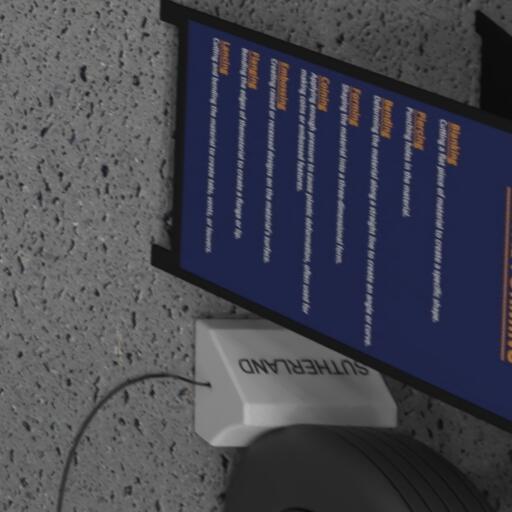 Blanking
Cutting a flat piece of material to create a specific shape.
Piercing
Punching holes in the material.
Bending
Deforming the material along a straight line to create an angle or curve.
Forming
Shaping the material into a three-dimensional form.
Coining
Applying enough pressure to cause plastic deformation, often used for
making coins or embossed features.
Embossing
Creating raised or recessed designs on the material's surface.
Flanging
Bending the edges of the material to create a flange or lip.
Lancing
Cutting and bending the material to create tabs, vents, or louvers.
SUTHERLAND